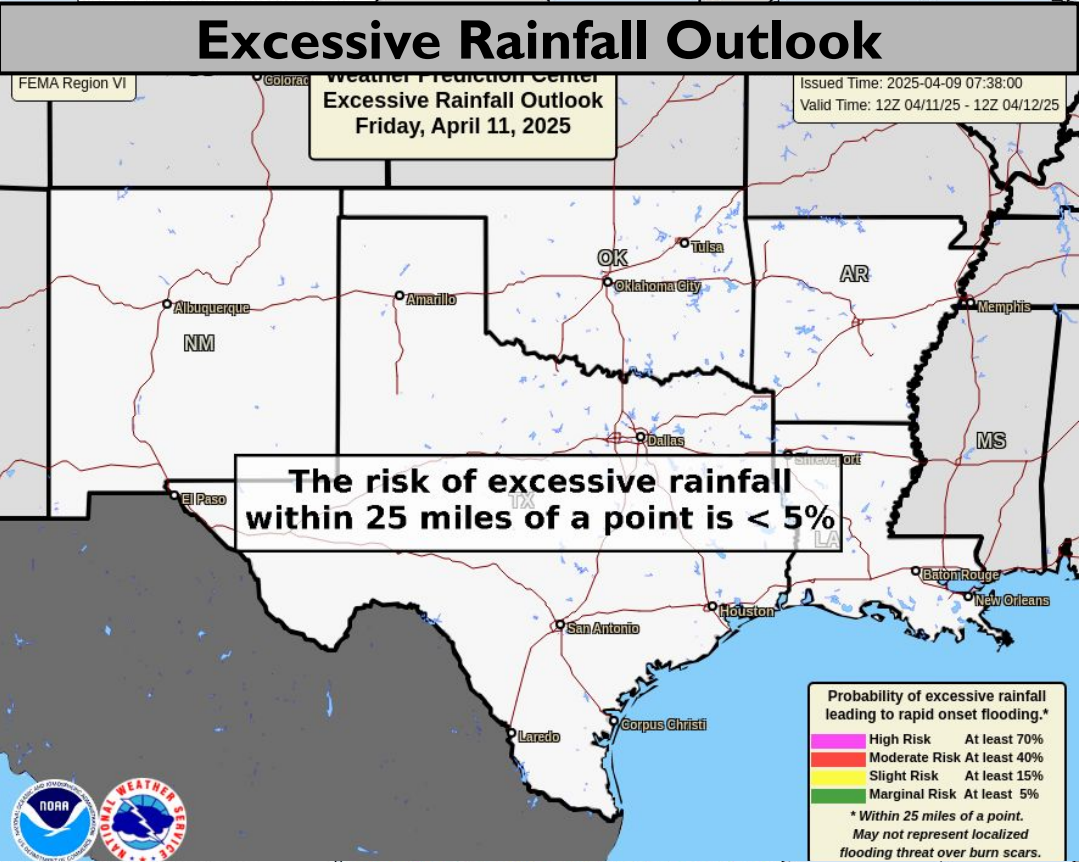 Excessive Rainfall Outlook
FEMA Region VI
Colorad
Weather Prediction Center
Excessive Rainfall Outlook
Friday, April 11, 2025
Issued Time: 2025-04-09 07:38:00
Valid Time: 12Z 04/11/25 - 12Z 04/12/25
Tulsa
OK
AR
Oklahoma City
Albuquerque
Amarillo
Memphis
NM
Dallas
MS
Shreveport
El Paso
The risk of excessive rainfall
within 25 miles of a point is < 5%
TX
LA
Baton Rouge
New Orleans
Houston
San Antonio
Corpus Christi
Laredo
Probability of excessive rainfall
leading to rapid onset flooding.*
High Risk At least 70%
Moderate Risk At least 40%
Slight Risk At least 15%
Marginal Risk At least 5%
* Within 25 miles of a point.
May not represent localized
flooding threat over burn scars.
NOAA
NATIONAL WEATHER SERVICE